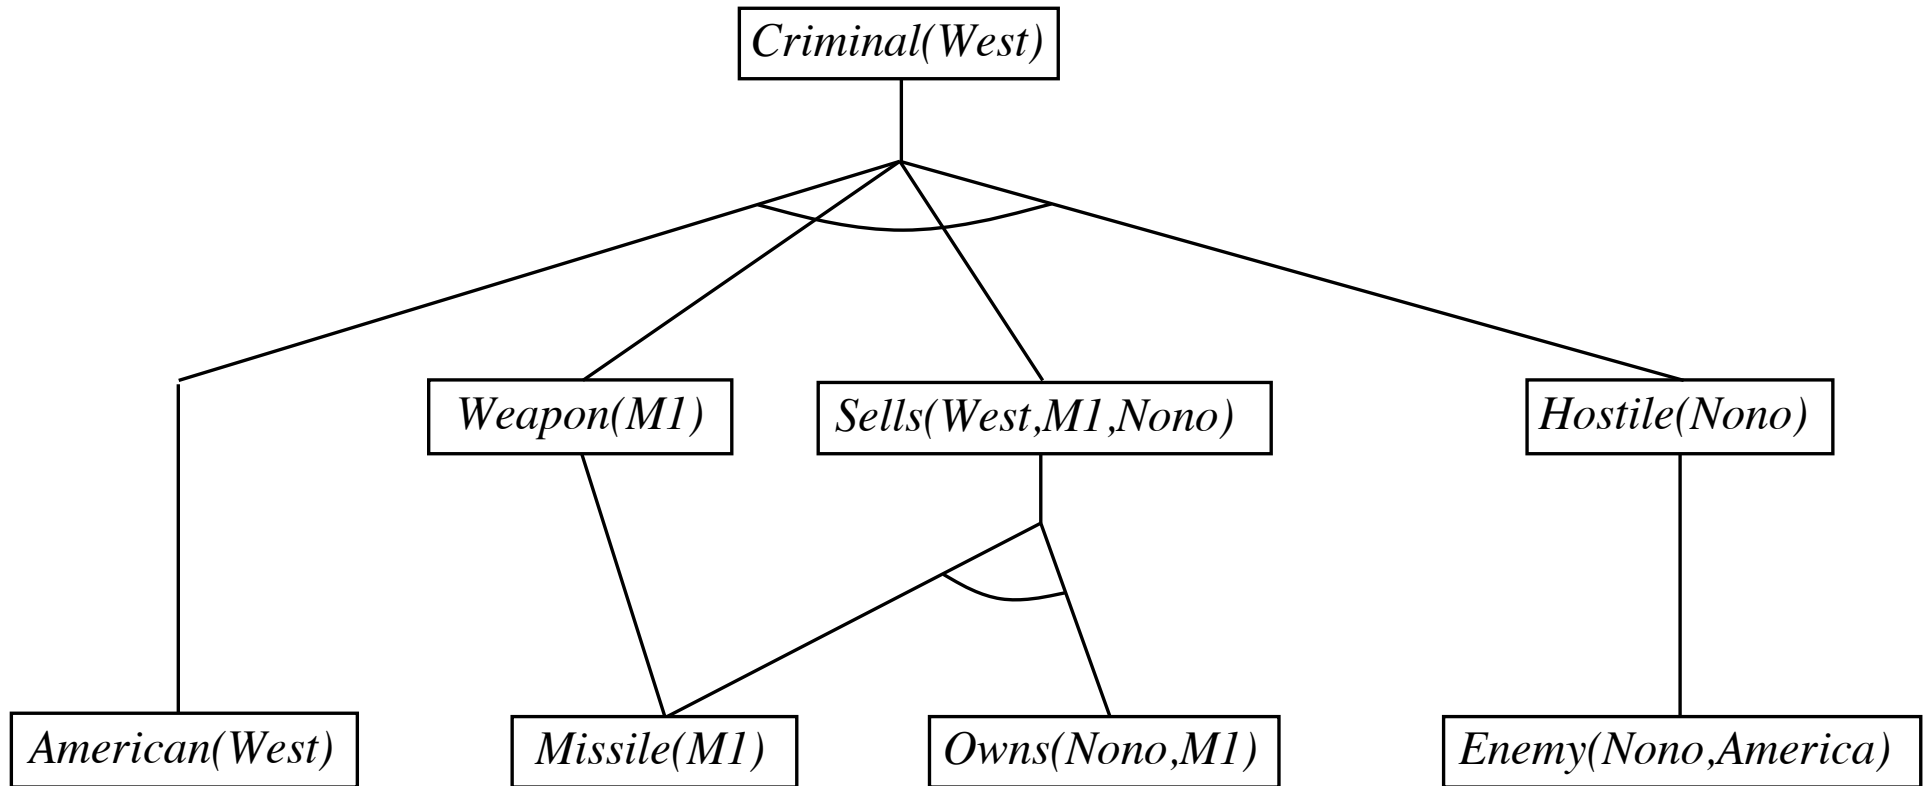 Criminal(West)
Weapon(M1)
Sells(West,M1,Nono)
Hostile(Nono)
American(West)
Missile(M1)
Owns(Nono,M1)
Enemy(Nono,America)